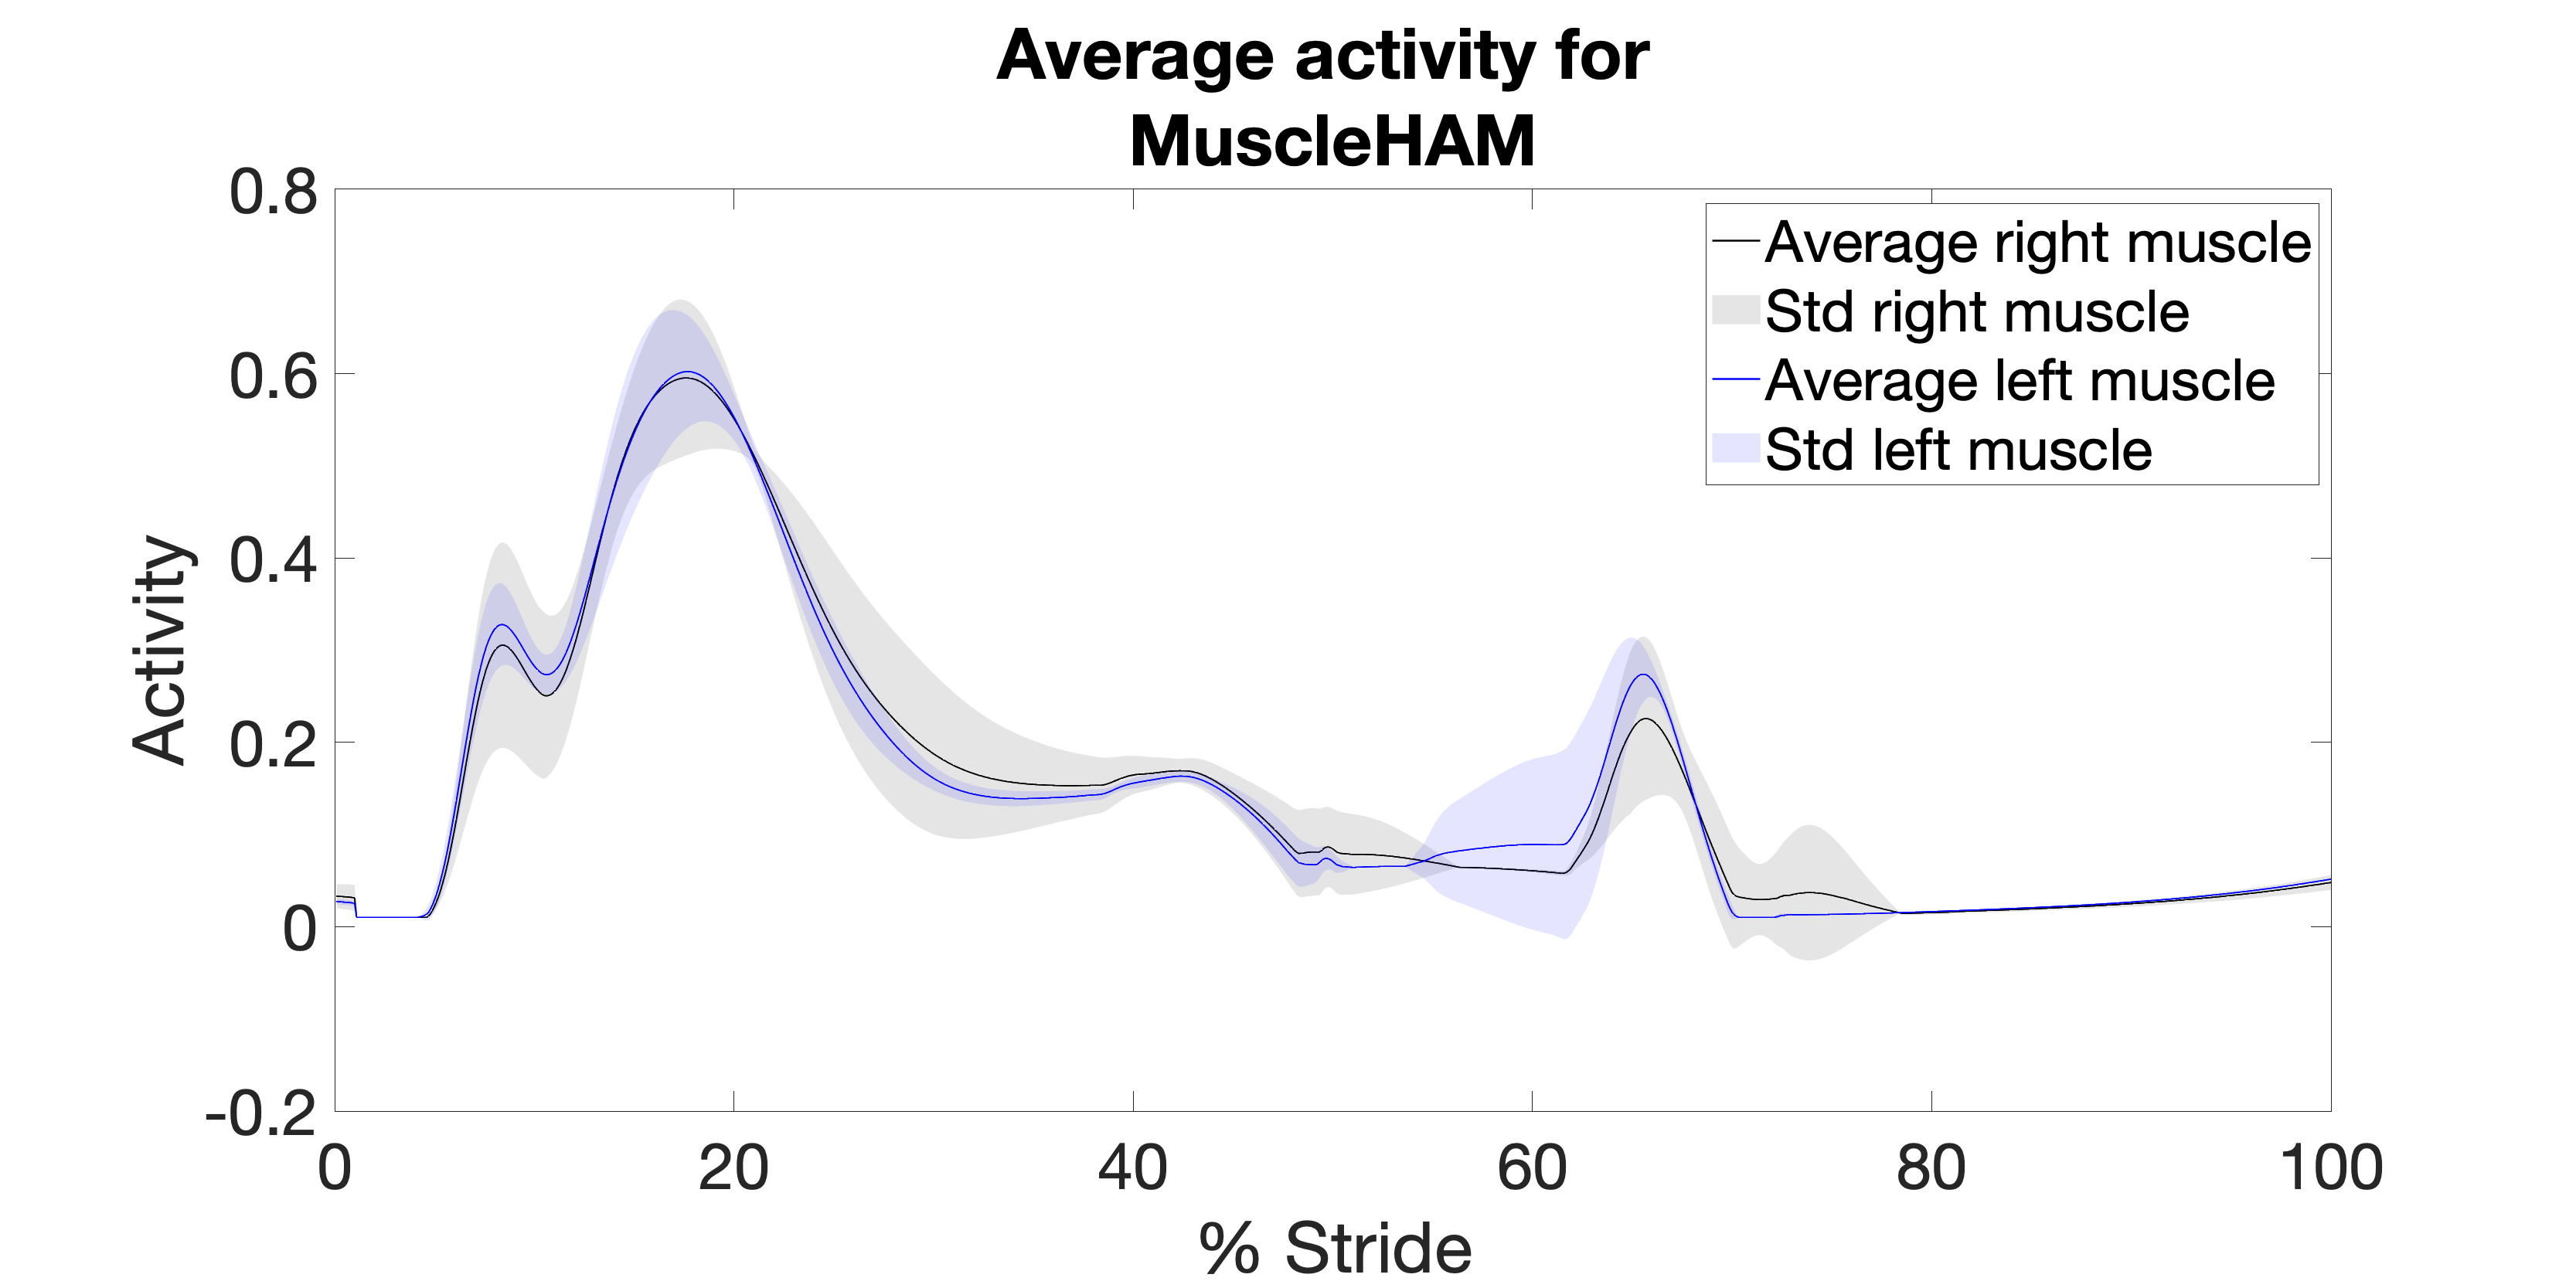 Average activity for
MuscleHAM
0.8
0.6
0.4
0.2
0
-0.2
Activity
0
20
40
60
80
100
% Stride
Average right muscle
Std right muscle
Average left muscle
Std left muscle